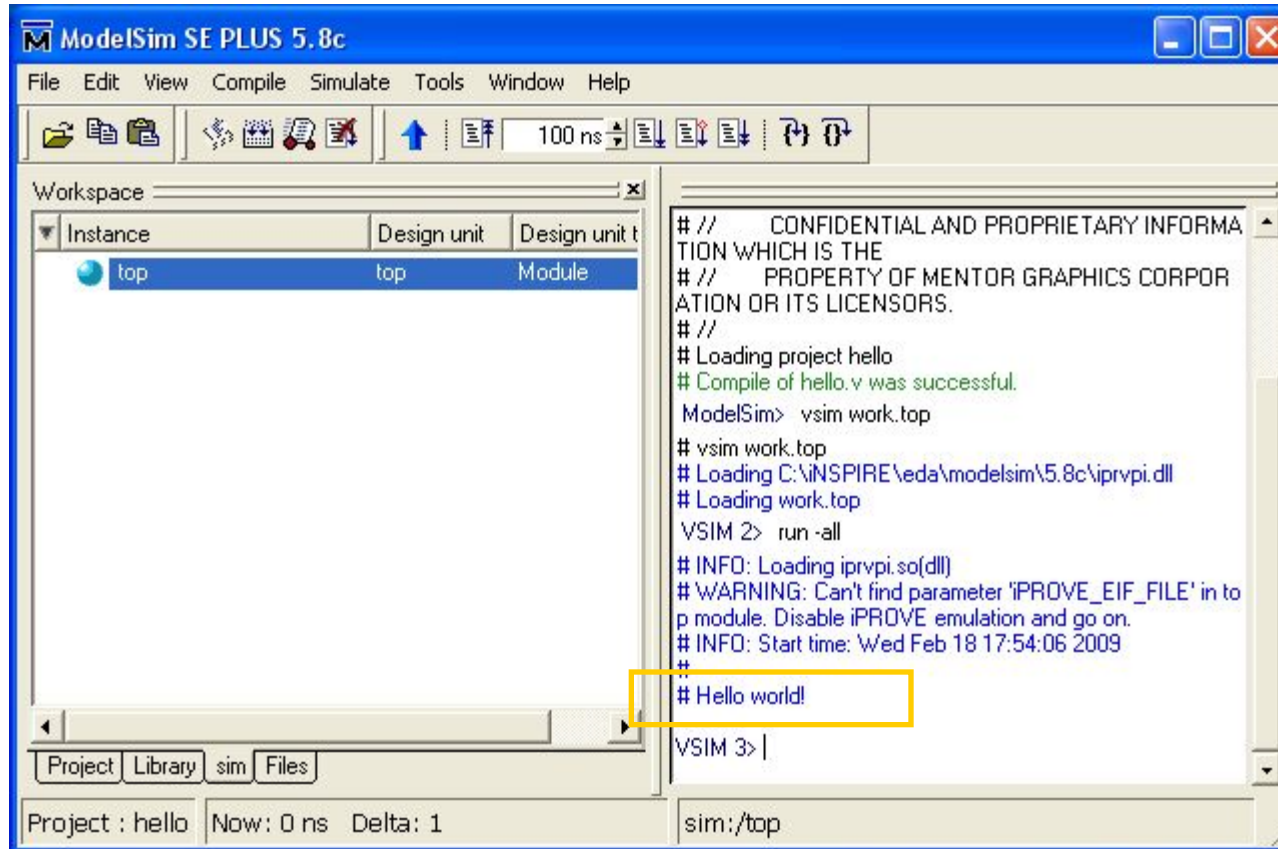 ModelSim SE PLUS 5.8c
File Edit View Compile Simulate Tools Window Help
100 ns
Workspace
Instance Design unit Design unit t
top top Module
Project Library sim Files
# // CONFIDENTIAL AND PROPRIETARY INFORMA
TION WHICH IS THE
# // PROPERTY OF MENTOR GRAPHICS CORPOR
ATION OR ITS LICENSORS.
# //
# Loading project hello
# Compile of hello.v was successful.
ModelSim> vsim work.top
# vsim work.top
# Loading C:\iNSPIRE\eda\modelsim\5.8c\iprvpi.dll
# Loading work.top
VSIM 2> run -all
# INFO: Loading iprvpi.so(dll)
# WARNING: Can't find parameter 'iPROVE_EIF_FILE' in to
p module. Disable iPROVE emulation and go on.
# INFO: Start time: Wed Feb 18 17:54:06 2009
#
# Hello world!
VSIM 3>
Project : hello Now: 0 ns Delta: 1 sim:/top